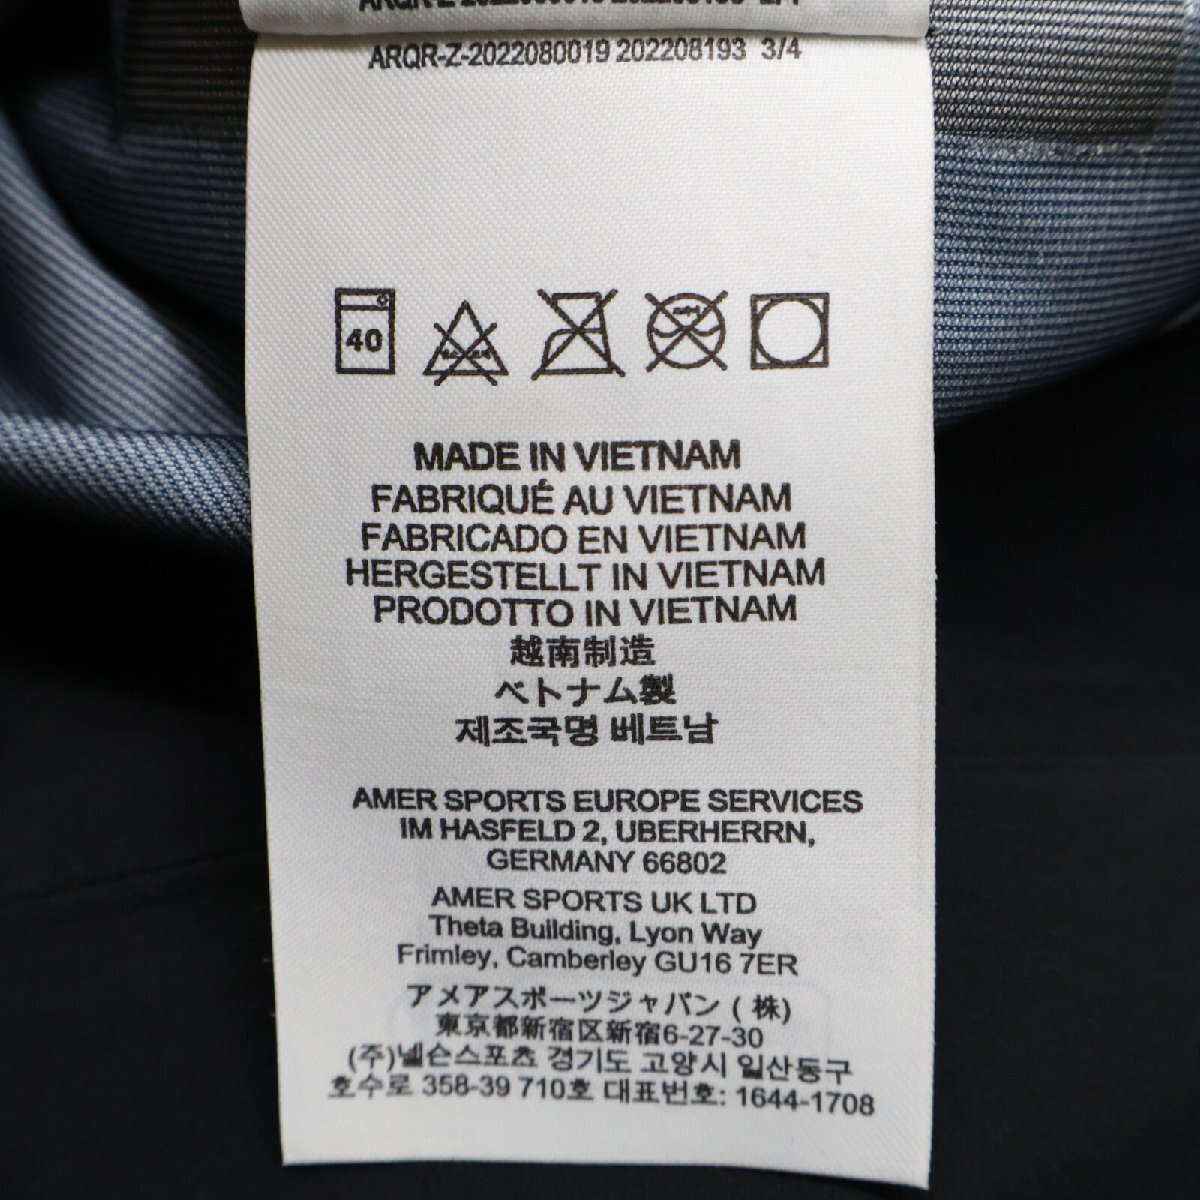 ARQR-Z-2022080019 202208193 3/4
40
MADE IN VIETNAM
FABRIQUÉ AU VIETNAM
FABRICADO EN VIETNAM
HERGESTELLT IN VIETNAM
PRODOTTO IN VIETNAM
越南制造
ベトナム製
제조국명 베트남
AMER SPORTS EUROPE SERVICES
IM HASFELD 2, UBERHERRN,
GERMANY 66802
AMER SPORTS UK LTD
Theta Building, Lyon Way
Frimley, Camberley GU16 7ER
アメアスポーツジャパン (株)
東京都新宿区新宿6-27-30
(주)넬슨스포츠 경기도 고양시 일산동구
호수로 358-39 710호 대표번호: 1644-1708